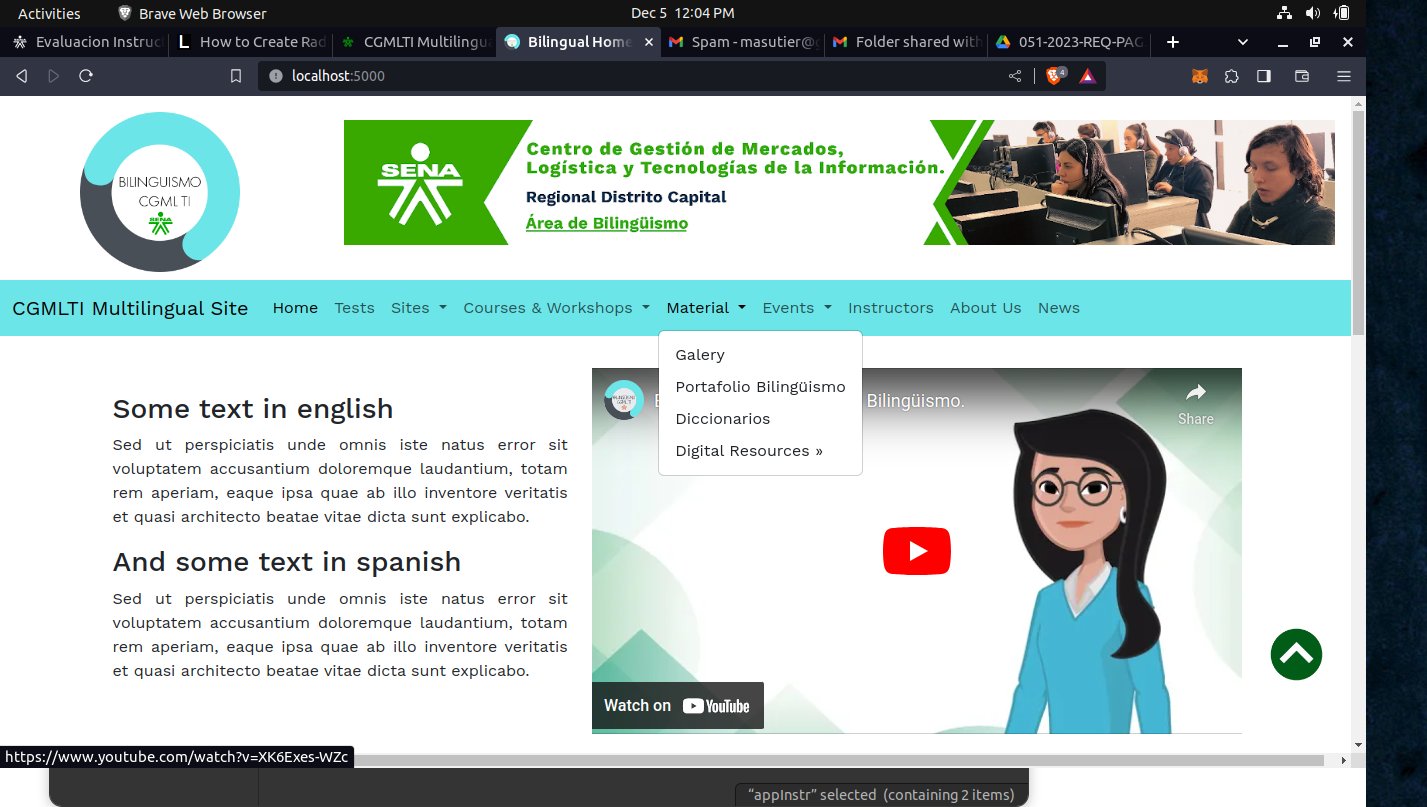 Activities Brave Web Browser Dec 5 12:04 PM
Evaluacion Instruc How to Create Rad CGMLTI Multilingua Bilingual Home Spam - masutier@g Folder shared with 051-2023-REQ-PAG
localhost:5000 4
BILINGUISMO
CGML TI
SENA
SENA
Centro de Gestión de Mercados,
Logística y Tecnologías de la Información.
Regional Distrito Capital
Área de Bilingüismo
CGMLTI Multilingual Site Home Tests Sites Courses & Workshops Material Events Instructors About Us News
Galery
Portafolio Bilingüismo
Diccionarios
Digital Resources »
Some text in english
Sed ut perspiciatis unde omnis iste natus error sit
voluptatem accusantium doloremque laudantium, totam
rem aperiam, eaque ipsa quae ab illo inventore veritatis
et quasi architecto beatae vitae dicta sunt explicabo.
And some text in spanish
Sed ut perspiciatis unde omnis iste natus error sit
voluptatem accusantium doloremque laudantium, totam
rem aperiam, eaque ipsa quae ab illo inventore veritatis
et quasi architecto beatae vitae dicta sunt explicabo.
Bilingüismo.
Share
Watch on YouTube
https://www.youtube.com/watch?v=XK6Exes-WZc
“appInstr” selected (containing 2 items)